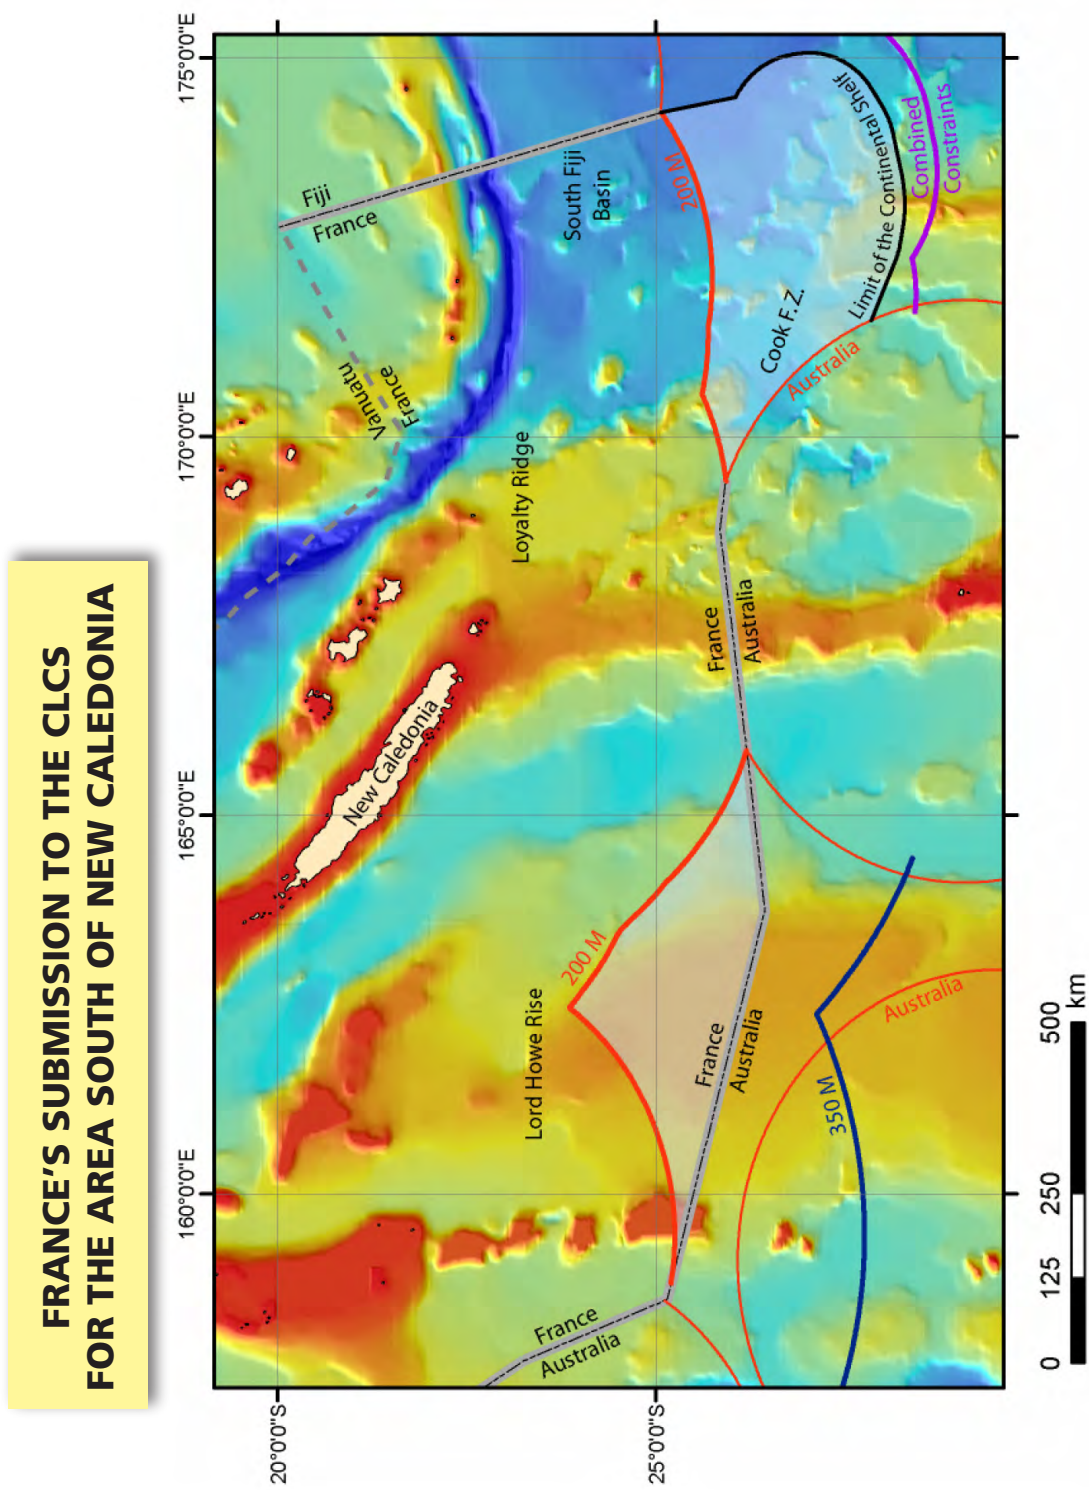 FRANCE'S SUBMISSION TO THE CLCS
FOR THE AREA SOUTH OF NEW CALEDONIA
160°0'0"E
165°0'0"E
170°0'0"E
175°0'0"E
20°0'0"S
25°0'0"S
New Caledonia
Vanuatu
France
Fiji
France
Loyalty Ridge
South Fiji
Basin
Lord Howe Rise
200 M
200 M
France
Australia
France
Australia
France
Australia
Cook F. Z.
Australia
Limit of the Continental Shelf
Combined
Constraints
350 M
Australia
0 125 250 500
km